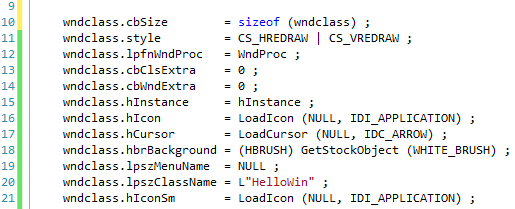 9
10 wndclass.cbSize        = sizeof (wndclass) ;
11 wndclass.style         = CS_HREDRAW | CS_VREDRAW ;
12 wndclass.lpfnWndProc   = WndProc ;
13 wndclass.cbClsExtra    = 0 ;
14 wndclass.cbWndExtra    = 0 ;
15 wndclass.hInstance     = hInstance ;
16 wndclass.hIcon         = LoadIcon (NULL, IDI_APPLICATION) ;
17 wndclass.hCursor       = LoadCursor (NULL, IDC_ARROW) ;
18 wndclass.hbrBackground = (HBRUSH) GetStockObject (WHITE_BRUSH) ;
19 wndclass.lpszMenuName  = NULL ;
20 wndclass.lpszClassName = L"HelloWin" ;
21 wndclass.hIconSm       = LoadIcon (NULL, IDI_APPLICATION) ;